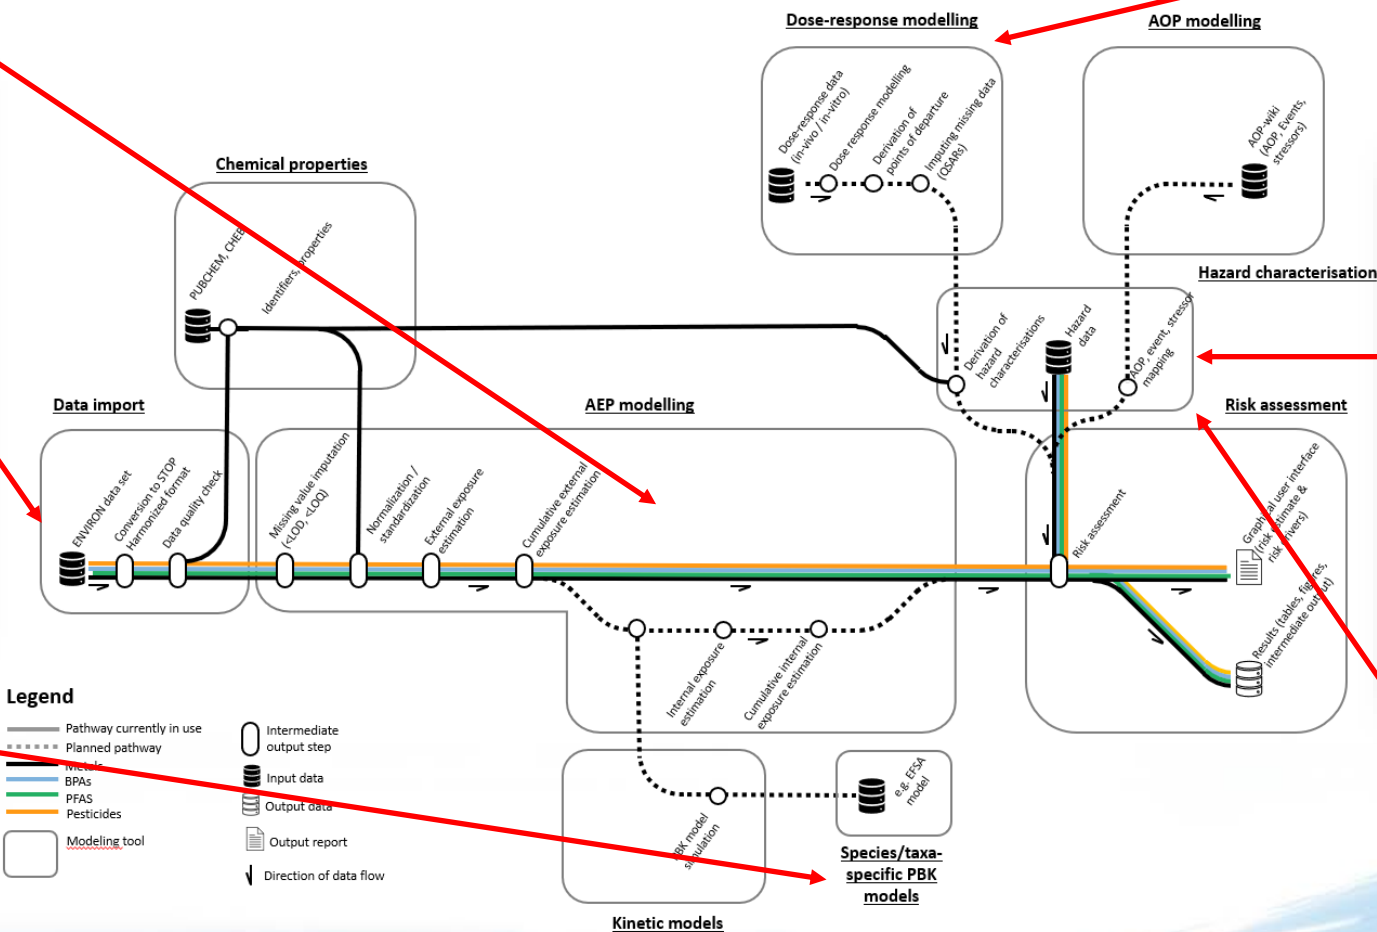 Dose-response modelling
AOP modelling
Dose-response data
(in-vivo / in-vitro)
Dose response modelling
Derivation of
points of departure
Imputing missing data
(QSARs)
AOP-wiki
(AOP, Events,
stressors)
Chemical properties
PUBCHEM, CHEBI
Identifiers, properties
Hazard characterisation
Derivation of
hazard
characterisations
Hazard
data
AOP, event, stressor
mapping
Data import
AEP modelling
Risk assessment
ENVIRON data set
Conversion to STOP
Harmonized format
Data quality check
Missing value imputation
(<LOD, <LOQ)
Normalization /
standardization
External exposure
estimation
Cumulative external
exposure estimation
Risk assessment
Graphical user interface
(risk estimate &
risk drivers)
Results (tables, figures,
intermediate output)
Internal exposure
estimation
Cumulative internal
exposure estimation
Legend
Pathway currently in use
Planned pathway
Metals
BPAs
PFAS
Pesticides
Modeling tool
Intermediate
output step
Input data
Output data
Output report
Direction of data flow
PBK model
simulation
e.g. EFSA
model
Species/taxa-
specific PBK
models
Kinetic models